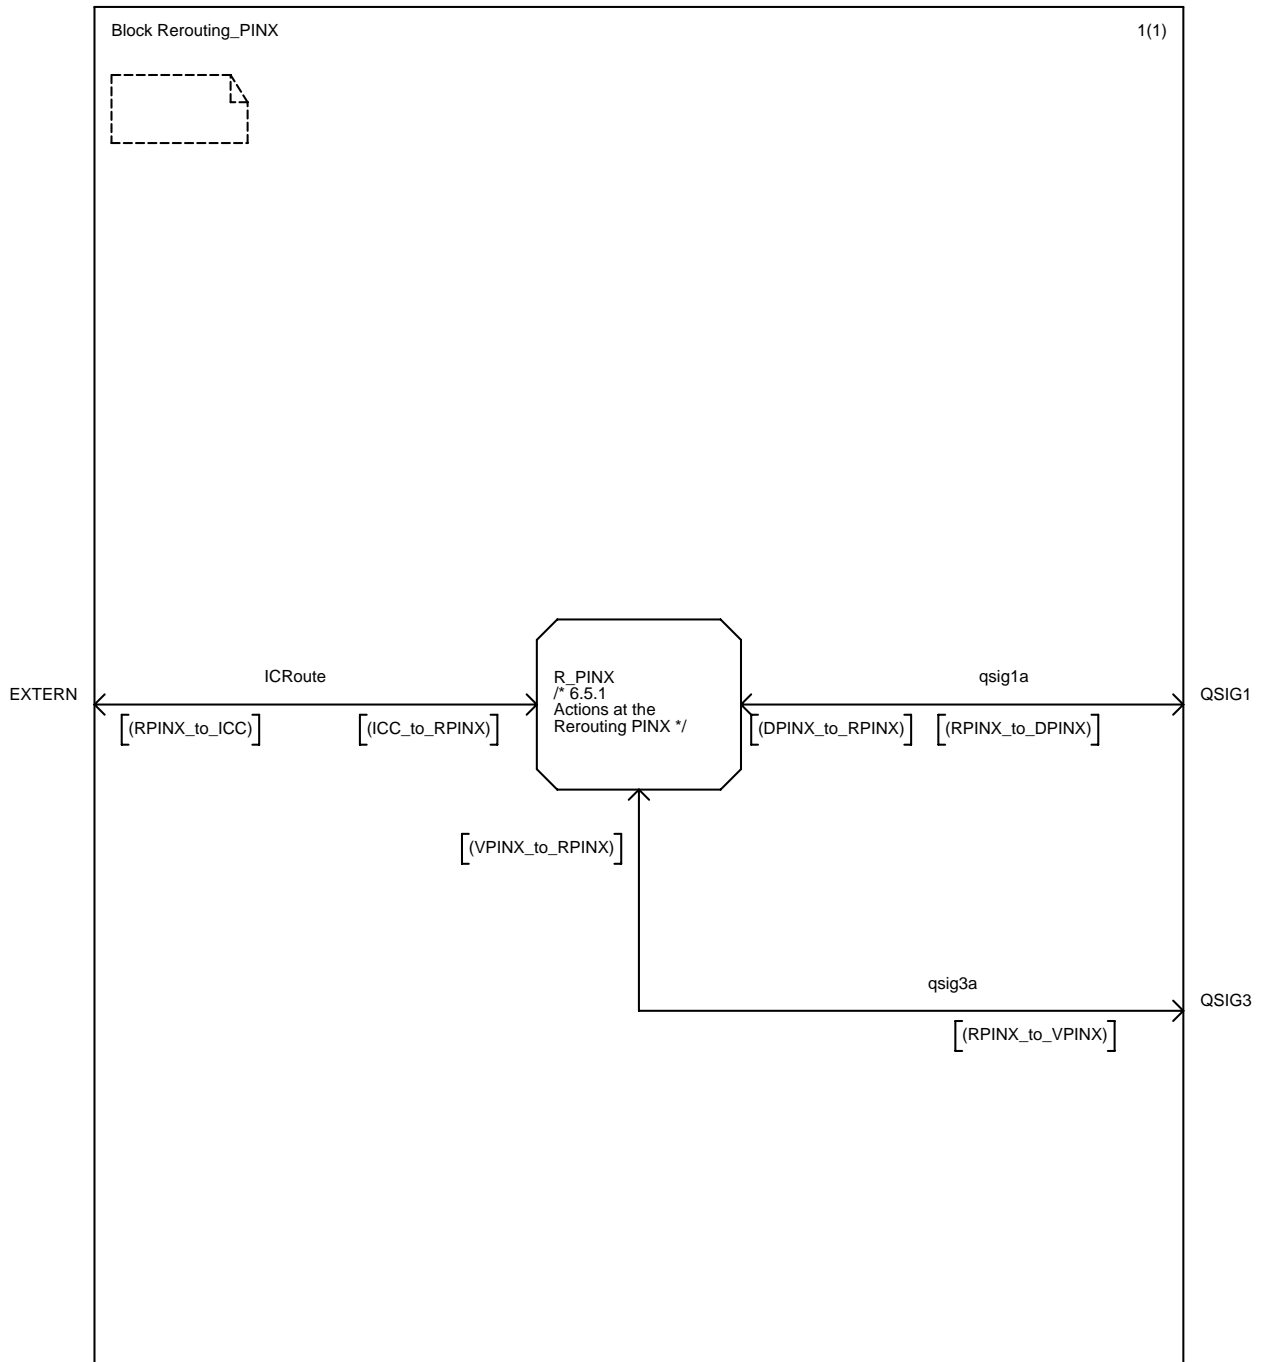 Block Rerouting_PINX
1(1)
ICRoute
R_PINX
/* 6.5.1
Actions at the
Rerouting PINX */
qsig1a
EXTERN
QSIG1
(RPINX_to_ICC)
(ICC_to_RPINX)
(DPINX_to_RPINX)
(RPINX_to_DPINX)
(VPINX_to_RPINX)
qsig3a
QSIG3
(RPINX_to_VPINX)